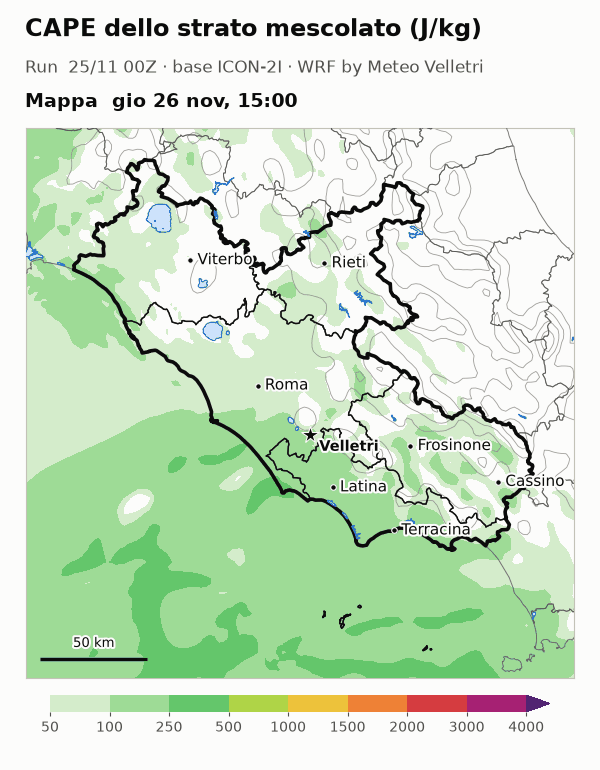 CAPE dello strato mescolato (J/kg)
Run  25/11 00Z · base ICON-2I · WRF by Meteo Velletri
Mappa  gio 26 nov, 15:00
Viterbo
Rieti
Roma
Velletri
Frosinone
Cassino
Latina
Terracina
50 km
50 100 250 500 1000 1500 2000 3000 4000